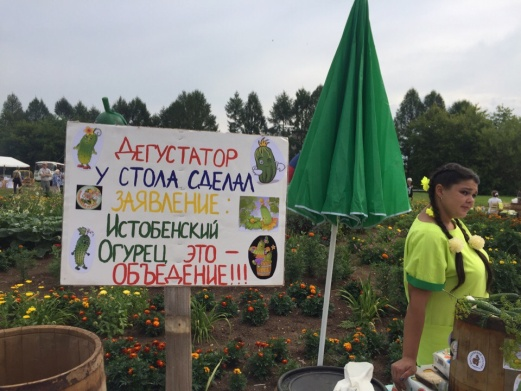 Дегустатор
у стола сделал
заявление
Истобенский
Огурец это –
объедение!!!